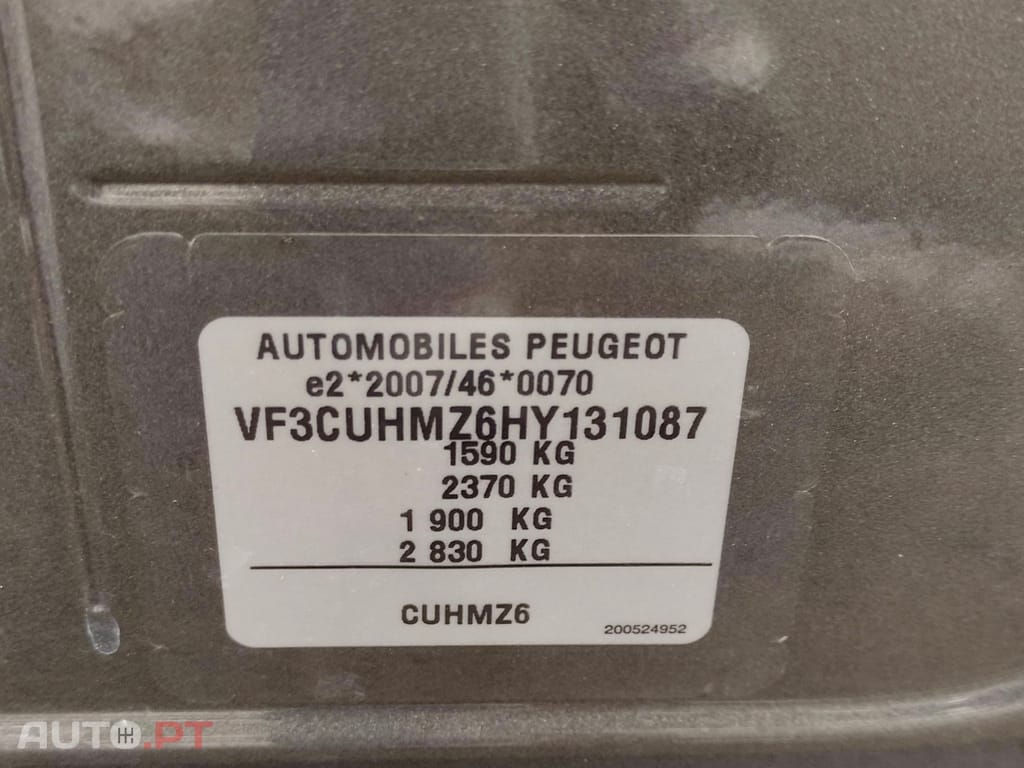 AUTOMOBILES PEUGEOT
e2*2007/46*0070
VF3CUHMZ6HY131087
1590 KG
2370 KG
1 900 KG
2 830 KG
CUHMZ6
200524952
AUTO.PT